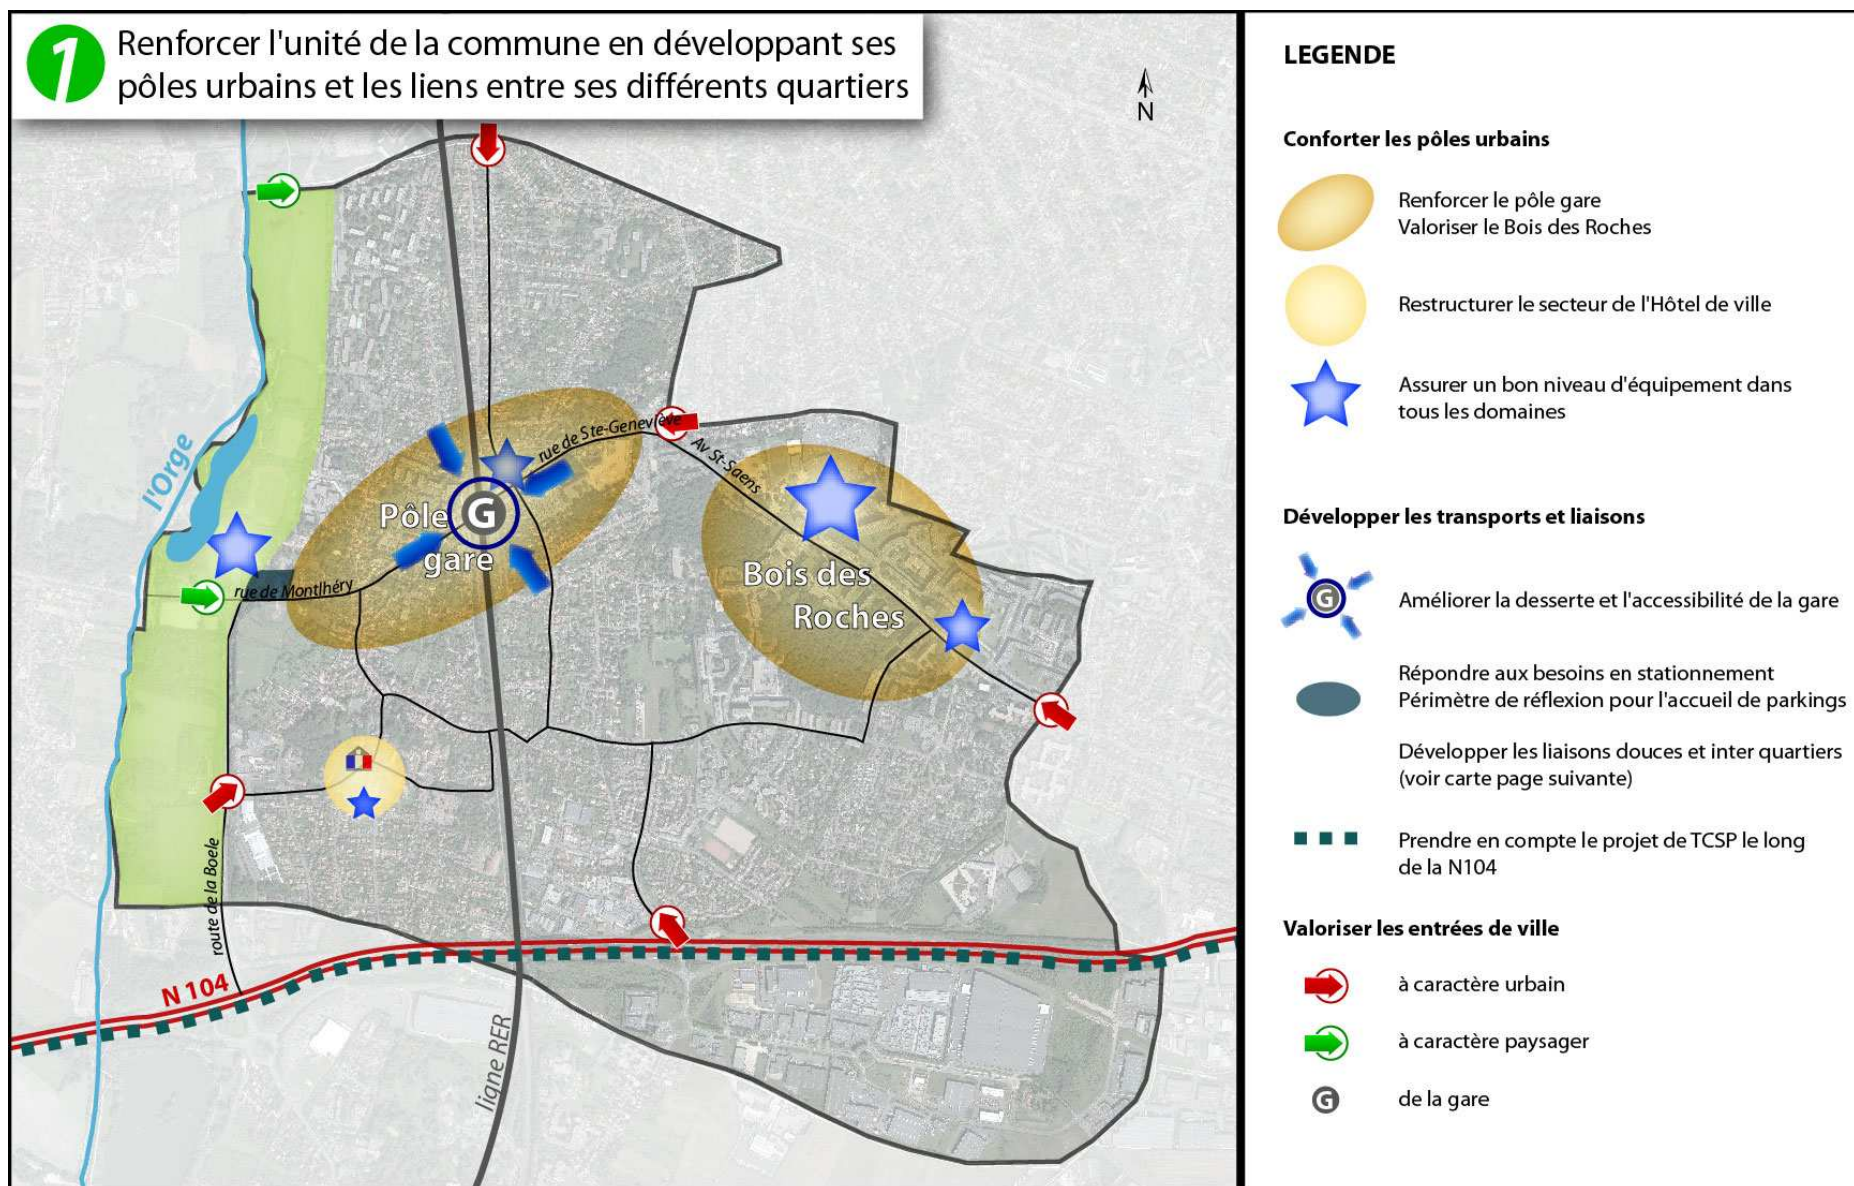 1
Renforcer l'unité de la commune en développant ses
pôles urbains et les liens entre ses différents quartiers
N
l'Orge
rue de Ste-Geneviève
Av St-Saens
Pôle
G
gare
rue de Montlhéry
Bois des
Roches
route de la Boele
N 104
ligne RER
LEGENDE
Conforter les pôles urbains
Renforcer le pôle gare
Valoriser le Bois des Roches
Restructurer le secteur de l'Hôtel de ville
Assurer un bon niveau d'équipement dans
tous les domaines
Développer les transports et liaisons
G
Améliorer la desserte et l'accessibilité de la gare
Répondre aux besoins en stationnement
Périmètre de réflexion pour l'accueil de parkings
Développer les liaisons douces et inter quartiers
(voir carte page suivante)
Prendre en compte le projet de TCSP le long
de la N104
Valoriser les entrées de ville
à caractère urbain
à caractère paysager
G
de la gare